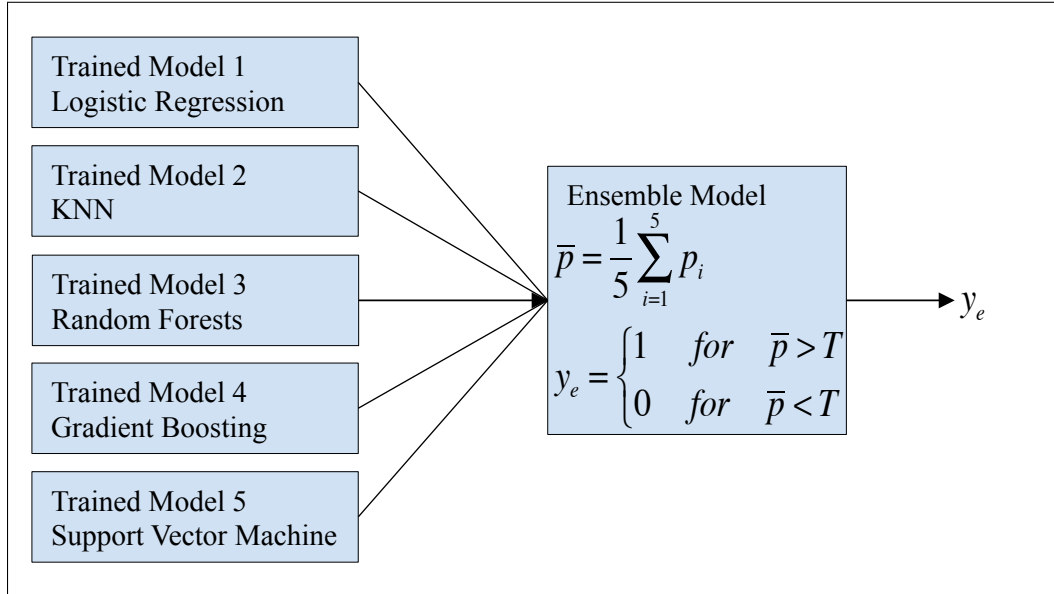 Trained Model 1
Logistic Regression
Trained Model 2
KNN
Trained Model 3
Random Forests
Trained Model 4
Gradient Boosting
Trained Model 5
Support Vector Machine
Ensemble Model
p̅ = 1/5 ∑_{i=1}^{5} p_i
y_e = { 1 for p̅ > T
0 for p̅ < T
y_e